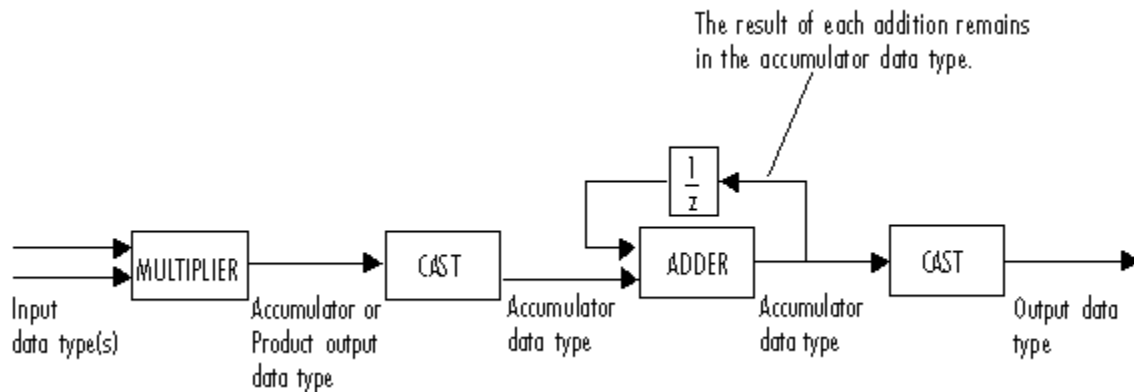 The result of each addition remains
in the accumulator data type.
1
z
MULTIPLIER
CAST
ADDER
CAST
Input
data type(s)
Accumulator or
Product output
data type
Accumulator
data type
Accumulator
data type
Output data
type